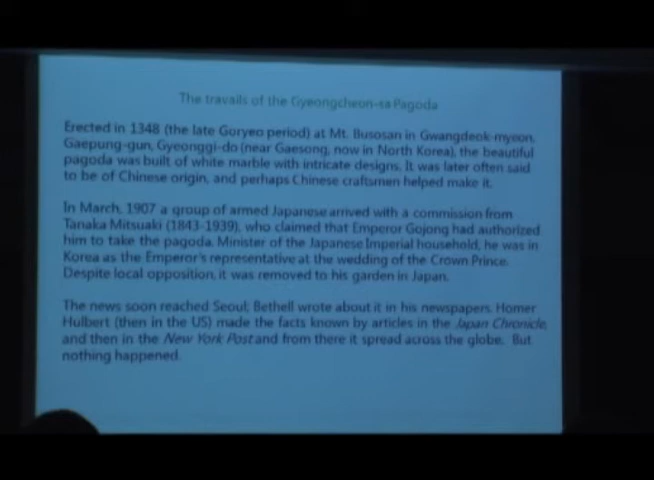 The travails of the Gyeongcheon-sa Pagoda
Erected in 1348 (the late Goryeo period) at Mt. Busosan in Gwangdeok-myeon,
Gaepung-gun, Gyeonggi-do (near Gaesong, now in North Korea), the beautiful
pagoda was built of white marble with intricate designs. It was later often said
to be of Chinese origin, and perhaps Chinese craftsmen helped make it.
In March, 1907 a group of armed Japanese arrived with a commission from
Tanaka Mitsuaki (1843-1939), who claimed that Emperor Gojong had authorized
him to take the pagoda. Minister of the Japanese Imperial household, he was in
Korea as the Emperor's representative at the wedding of the Crown Prince.
Despite local opposition, it was removed to his garden in Japan.
The news soon reached Seoul; Bethell wrote about it in his newspapers. Homer
Hulbert (then in the US) made the facts known by articles in the Japan Chronicle,
and then in the New York Post and from there it spread across the globe. But
nothing happened.